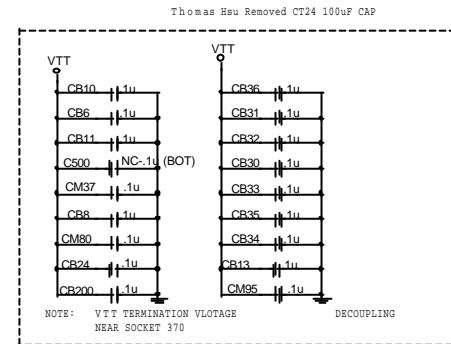 Thomas Hsu Removed CT24 100uF CAP
VTT
CB10 .1u
CB6 .1u
CB11 .1u
C500 NC-.1u (BOT)
CM37 .1u
CB8 .1u
CM80 .1u
CB24 .1u
CB200 .1u
VTT
CB36 .1u
CB31 .1u
CB32 .1u
CB30 .1u
CB33 .1u
CB35 .1u
CB34 .1u
CB13 .1u
CM95 .1u
NOTE: VTT TERMINATION VLOTAGE DECOUPLING
NEAR SOCKET 370